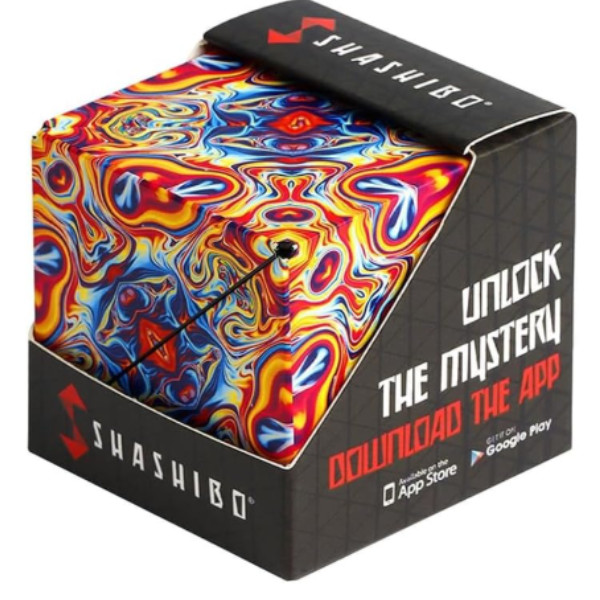 SHASHIBO®
UNLOCK
THE MYSTERY
DOWNLOAD THE APP
Available on the
App Store
GET IT ON
Google Play
SHASHIBO®